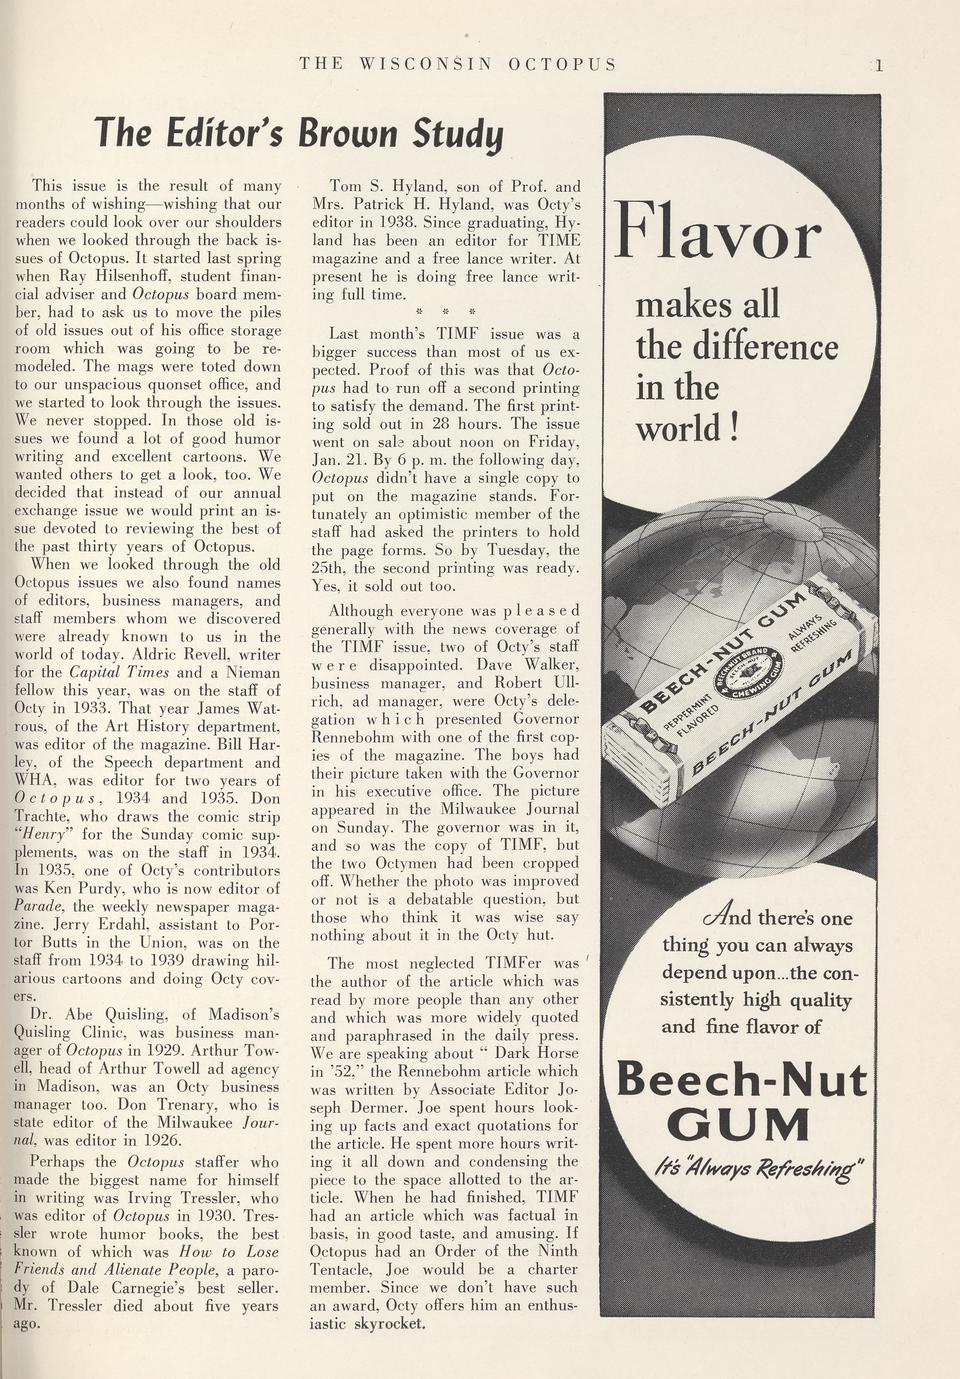 THE WISCONSIN OCTOPUS
1
The Editor's Brown Study
This issue is the result of many
months of wishing—wishing that our
readers could look over our shoulders
when we looked through the back is-
sues of Octopus. It started last spring
when Ray Hilsenhoff, student finan-
cial adviser and Octopus board mem-
ber, had to ask us to move the piles
of old issues out of his office storage
room which was going to be re-
modeled. The mags were toted down
to our unspacious quonset office, and
we started to look through the issues.
We never stopped. In those old is-
sues we found a lot of good humor
writing and excellent cartoons. We
wanted others to get a look, too. We
decided that instead of our annual
exchange issue we would print an is-
sue devoted to reviewing the best of
the past thirty years of Octopus.
When we looked through the old
Octopus issues we also found names
of editors, business managers, and
staff members whom we discovered
were already known to us in the
world of today. Aldric Revell, writer
for the Capital Times and a Nieman
fellow this year, was on the staff of
Octy in 1933. That year James Wat-
rous, of the Art History department,
was editor of the magazine. Bill Har-
ley, of the Speech department and
WHA, was editor for two years of
Octopus, 1934 and 1935. Don
Trachte, who draws the comic strip
"Henry" for the Sunday comic sup-
plements, was on the staff in 1934.
In 1935, one of Octy's contributors
was Ken Purdy, who is now editor of
Parade, the weekly newspaper maga-
zine. Jerry Erdahl, assistant to Por-
tor Butts in the Union, was on the
staff from 1934 to 1939 drawing hil-
arious cartoons and doing Octy cov-
ers.
Dr. Abe Quisling, of Madison's
Quisling Clinic, was business man-
ager of Octopus in 1929. Arthur Tow-
ell, head of Arthur Towell ad agency
in Madison, was an Octy business
manager too. Don Trenary, who is
state editor of the Milwaukee Jour-
nal, was editor in 1926.
Perhaps the Octopus staffer who
made the biggest name for himself
in writing was Irving Tressler, who
was editor of Octopus in 1930. Tres-
sler wrote humor books, the best
known of which was How to Lose
Friends and Alienate People, a paro-
dy of Dale Carnegie's best seller.
Mr. Tressler died about five years
ago.
Tom S. Hyland, son of Prof. and
Mrs. Patrick H. Hyland, was Octy's
editor in 1938. Since graduating, Hy-
land has been an editor for TIME
magazine and a free lance writer. At
present he is doing free lance writ-
ing full time.
* * *
Last month's TIMF issue was a
bigger success than most of us ex-
pected. Proof of this was that Octo-
pus had to run off a second printing
to satisfy the demand. The first print-
ing sold out in 28 hours. The issue
went on sale about noon on Friday,
Jan. 21. By 6 p. m. the following day,
Octopus didn't have a single copy to
put on the magazine stands. For-
tunately an optimistic member of the
staff had asked the printers to hold
the page forms. So by Tuesday, the
25th, the second printing was ready.
Yes, it sold out too.
Although everyone was pleased
generally with the news coverage of
the TIMF issue, two of Octy's staff
were disappointed. Dave Walker,
business manager, and Robert Ull-
rich, ad manager, were Octy's dele-
gation which presented Governor
Rennebohm with one of the first cop-
ies of the magazine. The boys had
their picture taken with the Governor
in his executive office. The picture
appeared in the Milwaukee Journal
on Sunday. The governor was in it,
and so was the copy of TIMF, but
the two Octymen had been cropped
off. Whether the photo was improved
or not is a debatable question, but
those who think it was wise say
nothing about it in the Octy hut.
The most neglected TIMFer was
the author of the article which was
read by more people than any other
and which was more widely quoted
and paraphrased in the daily press.
We are speaking about " Dark Horse
in '52," the Rennebohm article which
was written by Associate Editor Jo-
seph Dermer. Joe spent hours look-
ing up facts and exact quotations for
the article. He spent more hours writ-
ing it all down and condensing the
piece to the space allotted to the ar-
ticle. When he had finished, TIMF
had an article which was factual in
basis, in good taste, and amusing. If
Octopus had an Order of the Ninth
Tentacle, Joe would be a charter
member. Since we don't have such
an award, Octy offers him an enthus-
iastic skyrocket.
Flavor
makes all
the difference
in the
world!
BEECH-NUT GUM
PEPPERMINT
FLAVORED
BEECH-NUT BRAND
CHEWING GUM
ALWAYS
REFRESHING
BEECH-NUT GUM
And there's one
thing you can always
depend upon...the con-
sistently high quality
and fine flavor of
Beech-Nut
GUM
It's "Always Refreshing"